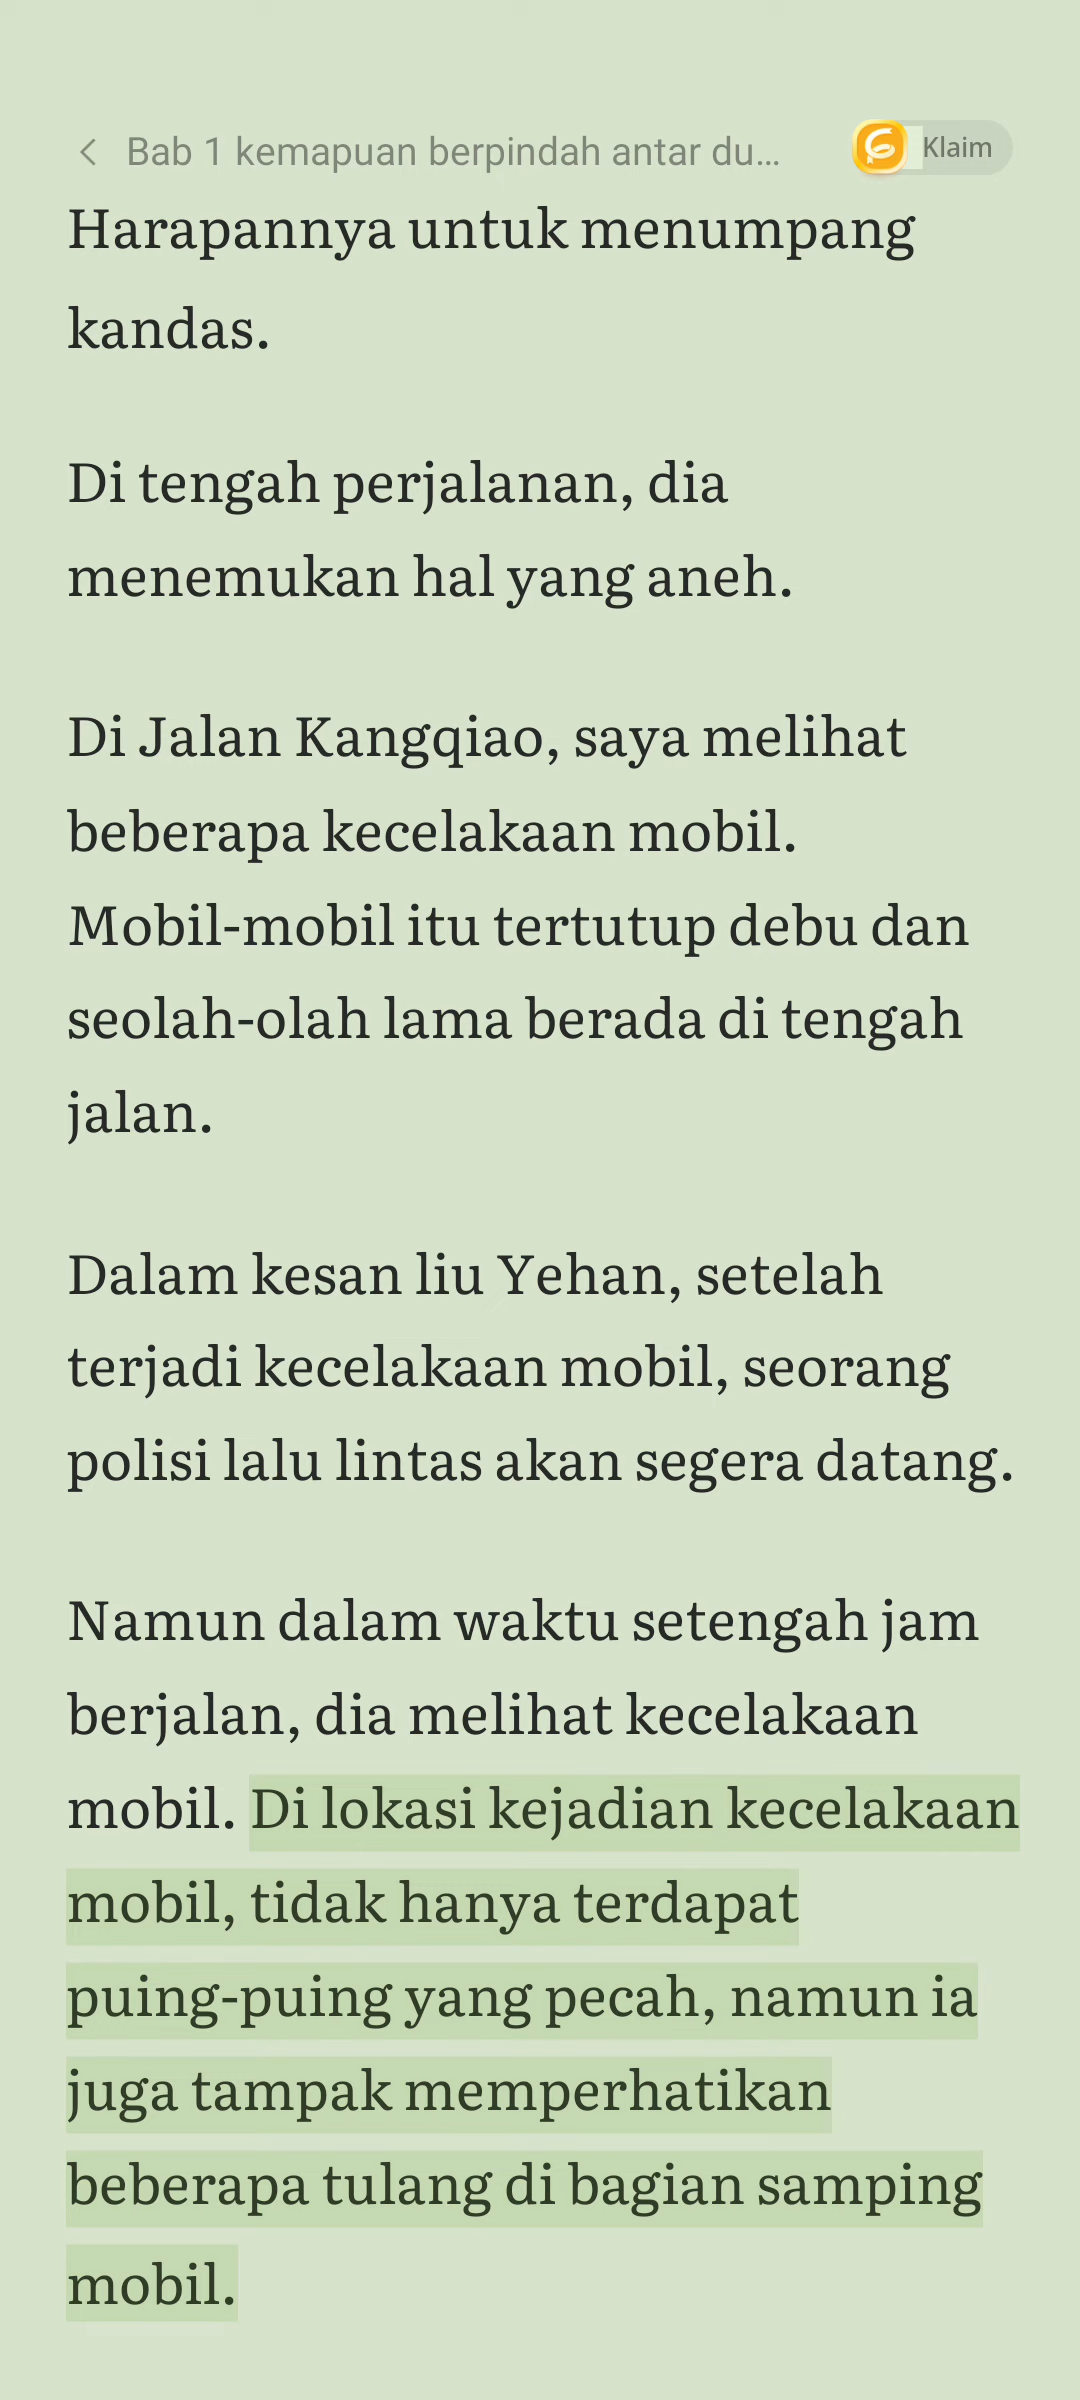 Bab 1 kemapuan berpindah antar du...
Klaim
Harapannya untuk menumpang
kandas.
Di tengah perjalanan, dia
menemukan hal yang aneh.
Di Jalan Kangqiao, saya melihat
beberapa kecelakaan mobil.
Mobil-mobil itu tertutup debu dan
seolah-olah lama berada di tengah
jalan.
Dalam kesan liu Yehan, setelah
terjadi kecelakaan mobil, seorang
polisi lalu lintas akan segera datang.
Namun dalam waktu setengah jam
berjalan, dia melihat kecelakaan
mobil. Di lokasi kejadian kecelakaan
mobil, tidak hanya terdapat
puing-puing yang pecah, namun ia
juga tampak memperhatikan
beberapa tulang di bagian samping
mobil.